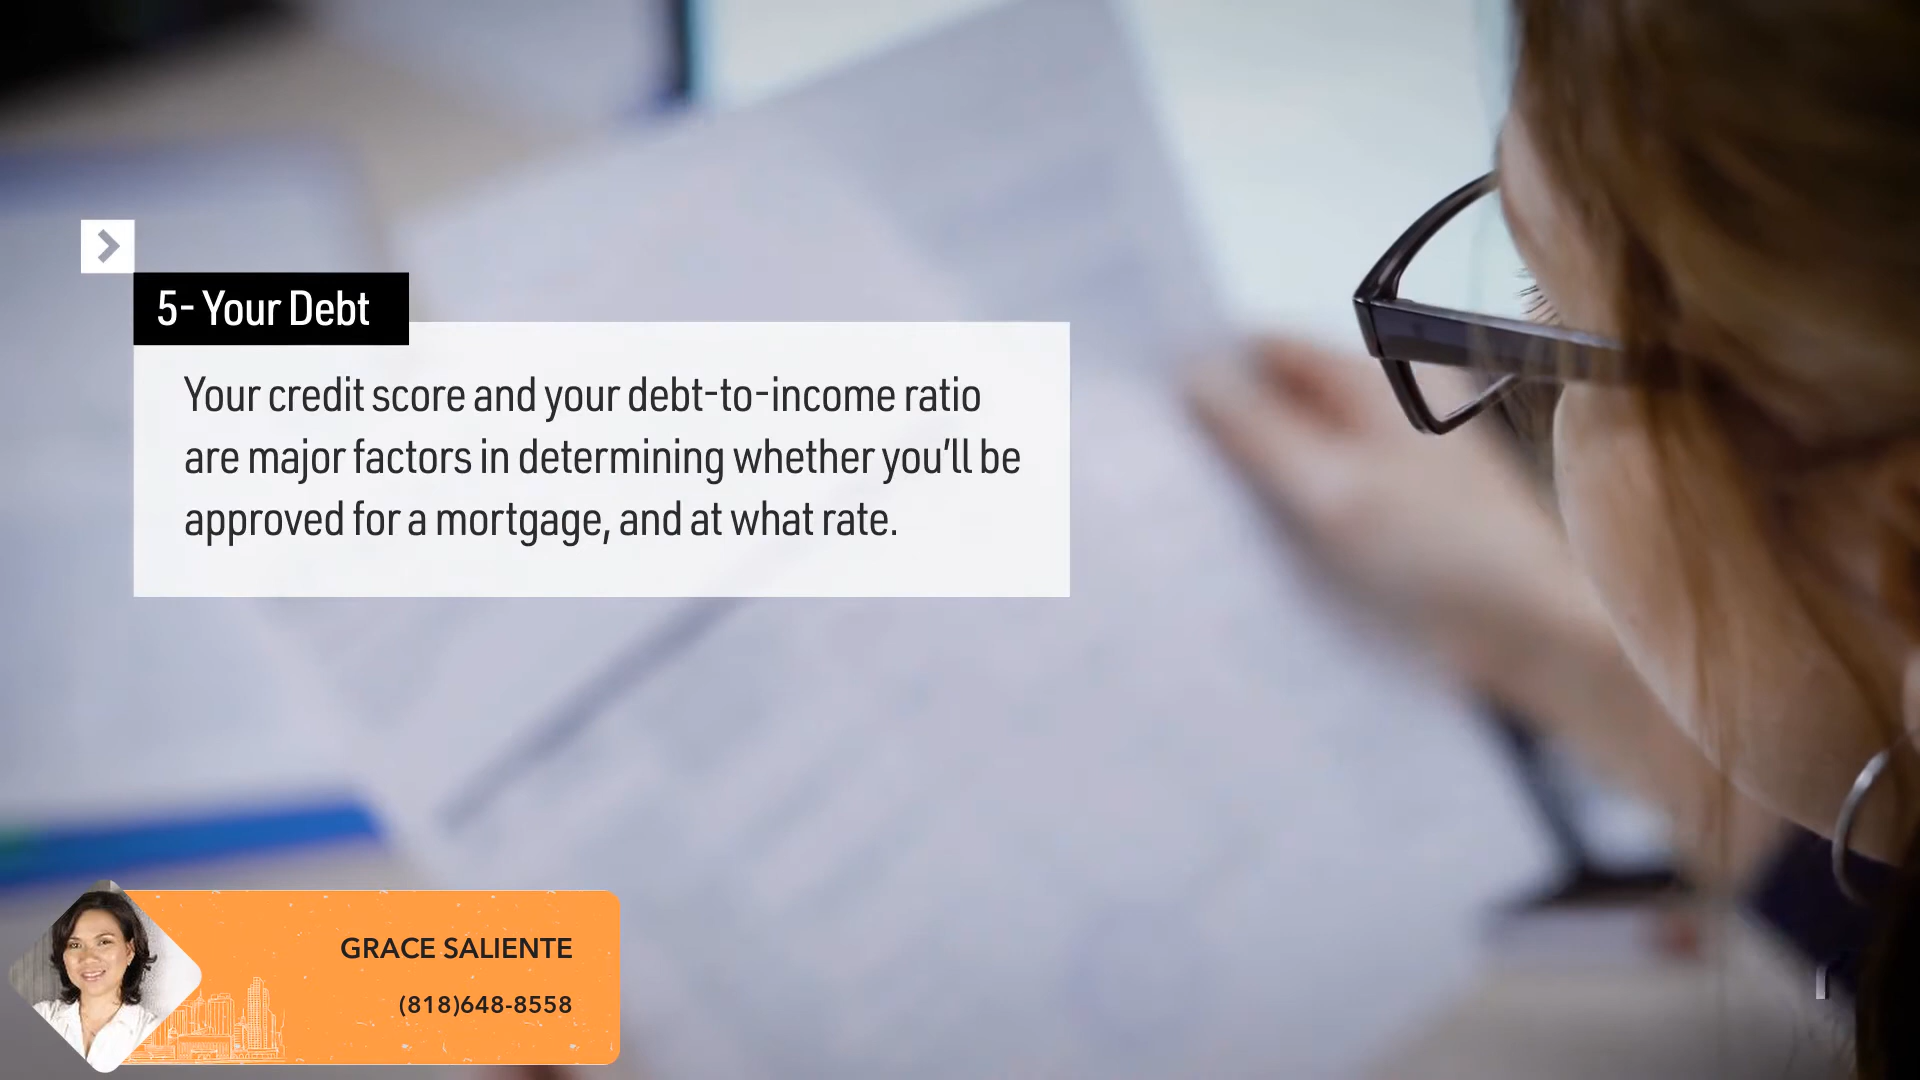 5- Your Debt
Your credit score and your debt-to-income ratio
are major factors in determining whether you'll be
approved for a mortgage, and at what rate.
GRACE SALIENTE
(818)648-8558